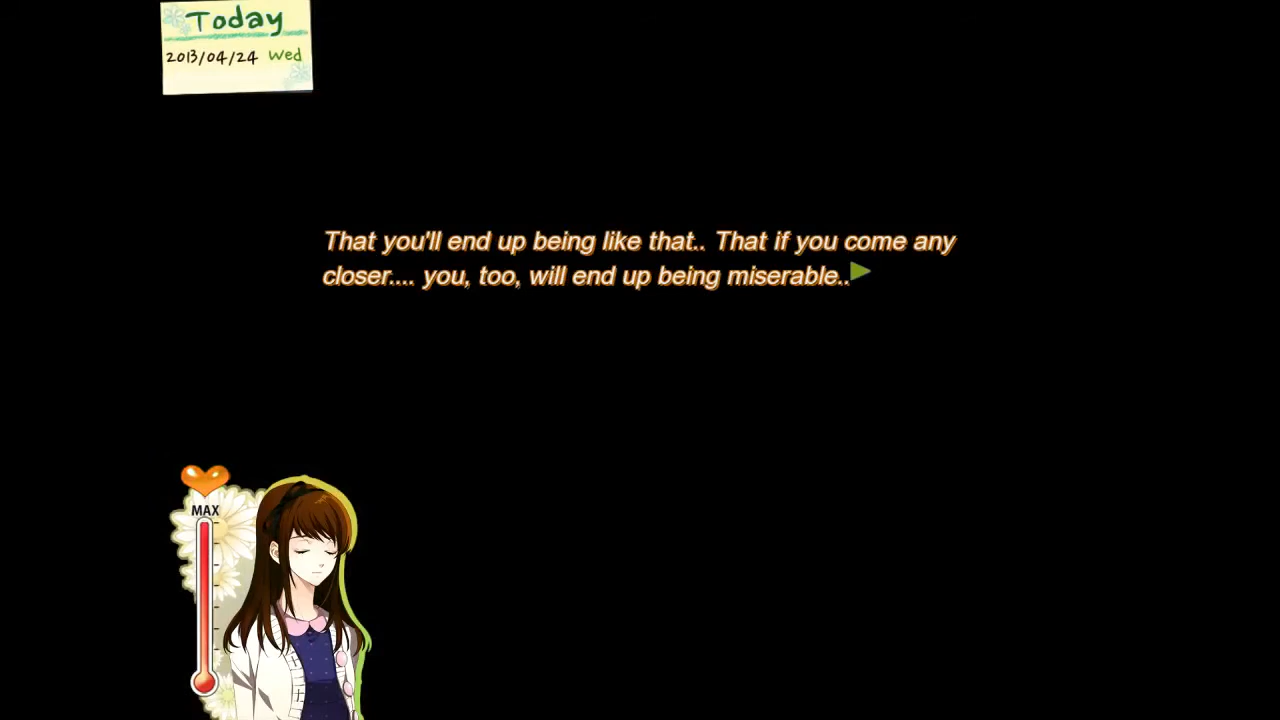 Today
2013/04/24 Wed
That you'll end up being like that.. That if you come any
closer.... you, too, will end up being miserable..
MAX